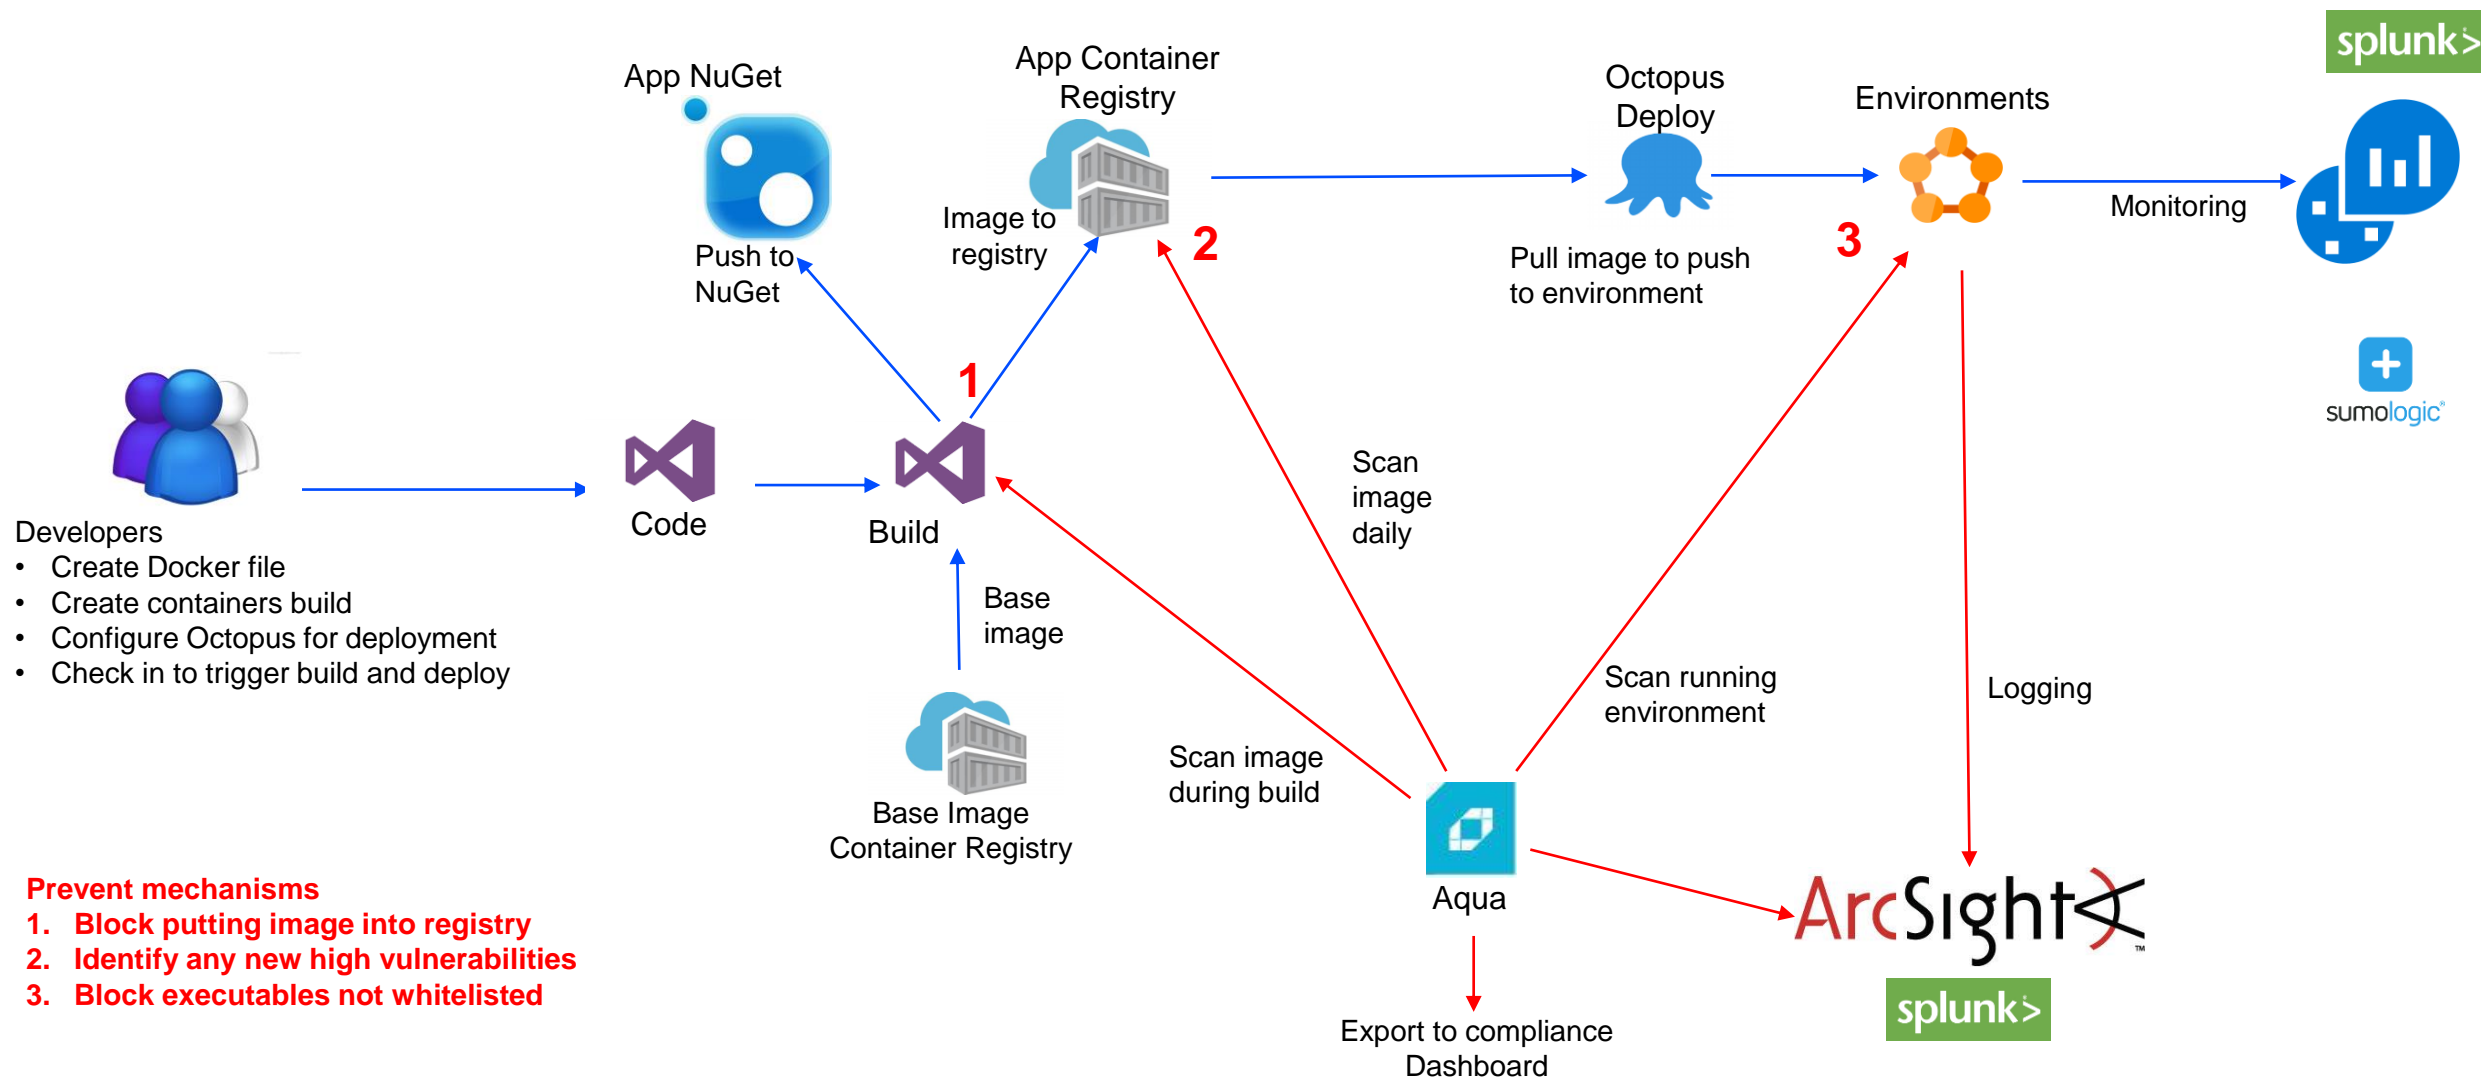 splunk>
App NuGet
App Container
Registry
Octopus
Deploy
Environments
Image to
registry
2
3
Monitoring
Push to
NuGet
Pull image to push
to environment
1
sumologic
Code
Build
Scan
image
daily
Developers
• Create Docker file
• Create containers build
• Configure Octopus for deployment
• Check in to trigger build and deploy
Base
image
Scan running
environment
Logging
Scan image
during build
Base Image
Container Registry
Aqua
ArcSight
TM
Prevent mechanisms
1. Block putting image into registry
2. Identify any new high vulnerabilities
3. Block executables not whitelisted
splunk>
Export to compliance
Dashboard